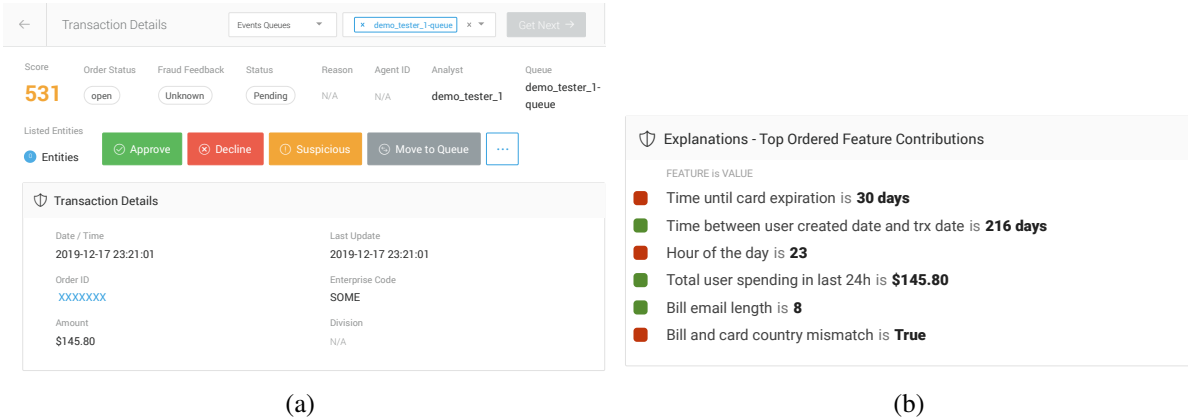 ← Transaction Details Events Queues × demo_tester_1-queue × Get Next →
Score Order Status Fraud Feedback Status Reason Agent ID Analyst Queue
531 open Unknown Pending N/A N/A demo_tester_1 demo_tester_1-
queue
Listed Entities
Entities Approve Decline Suspicious Move to Queue ...
Transaction Details
Date / Time Last Update
2019-12-17 23:21:01 2019-12-17 23:21:01
Order ID Enterprise Code
XXXXXXX SOME
Amount Division
$145.80 N/A
(a)
Explanations - Top Ordered Feature Contributions
FEATURE is VALUE
Time until card expiration is 30 days
Time between user created date and trx date is 216 days
Hour of the day is 23
Total user spending in last 24h is $145.80
Bill email length is 8
Bill and card country mismatch is True
(b)